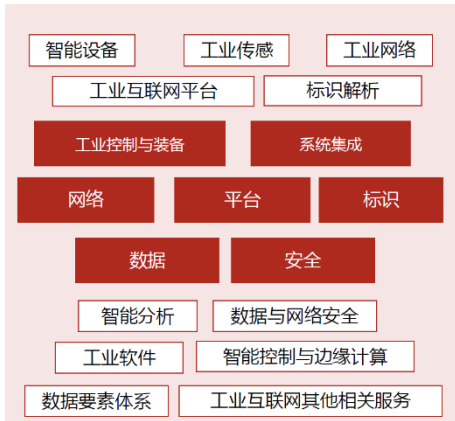 智能设备 工业传感 工业网络
工业互联网平台 标识解析
工业控制与装备 系统集成
网络 平台 标识
数据 安全
智能分析 数据与网络安全
工业软件 智能控制与边缘计算
数据要素体系 工业互联网其他相关服务